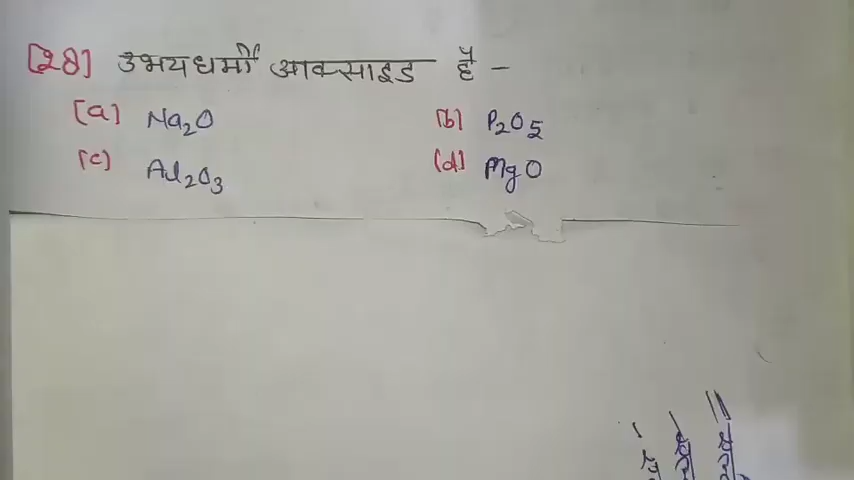 [28] उभयधर्मी आक्साइड है -
[a] Na₂O [b] P₂O₅
[c] Al₂O₃ [d] MgO